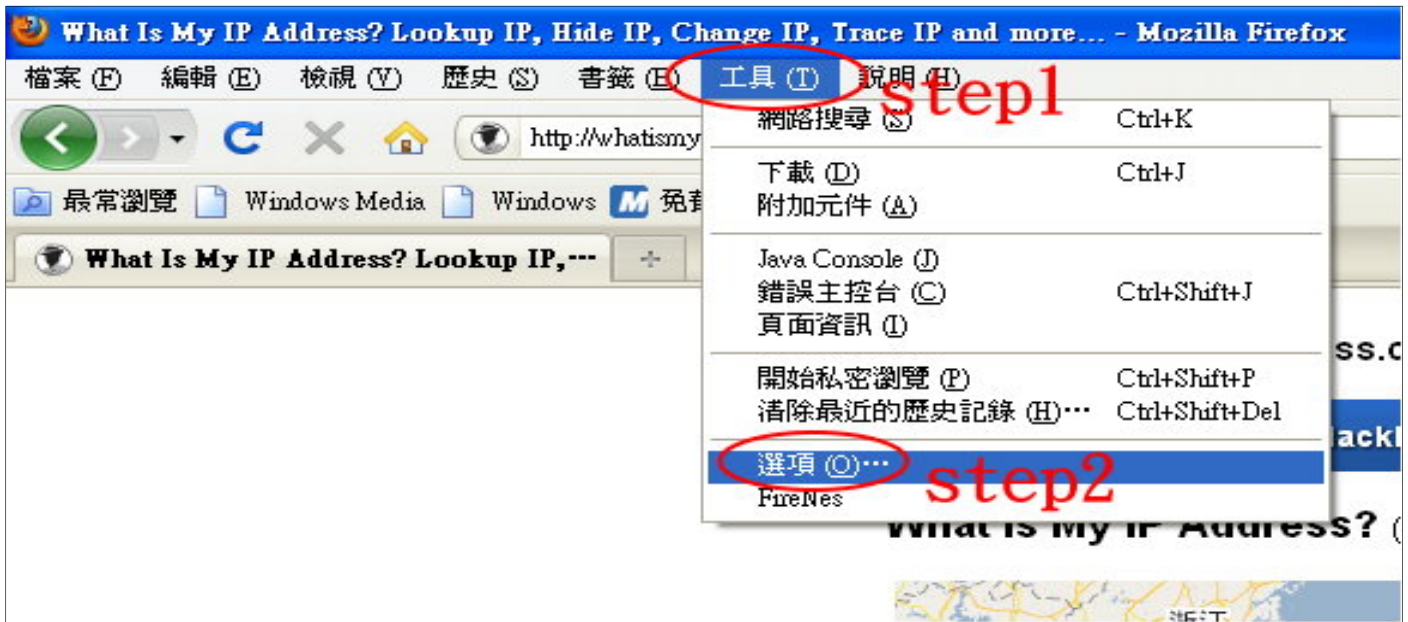 What Is My IP Address? Lookup IP, Hide IP, Change IP, Trace IP and more... - Mozilla Firefox
檔案 (F) 編輯 (E) 檢視 (V) 歷史 (S) 書籤 (B) 工具 (T) 說明 (H)
step1
http://whatismy
最常瀏覽 Windows Media Windows
What Is My IP Address? Lookup IP,…
網路搜尋 (S) Ctrl+K
下載 (D) Ctrl+J
附加元件 (A)
Java Console (J)
錯誤主控台 (C) Ctrl+Shift+J
頁面資訊 (I)
開始私密瀏覽 (P) Ctrl+Shift+P
清除最近的歷史記錄 (H)… Ctrl+Shift+Del
選項 (O)… step2
FireNes
ss.c
lackl
What Is My IP Address? (
浙江